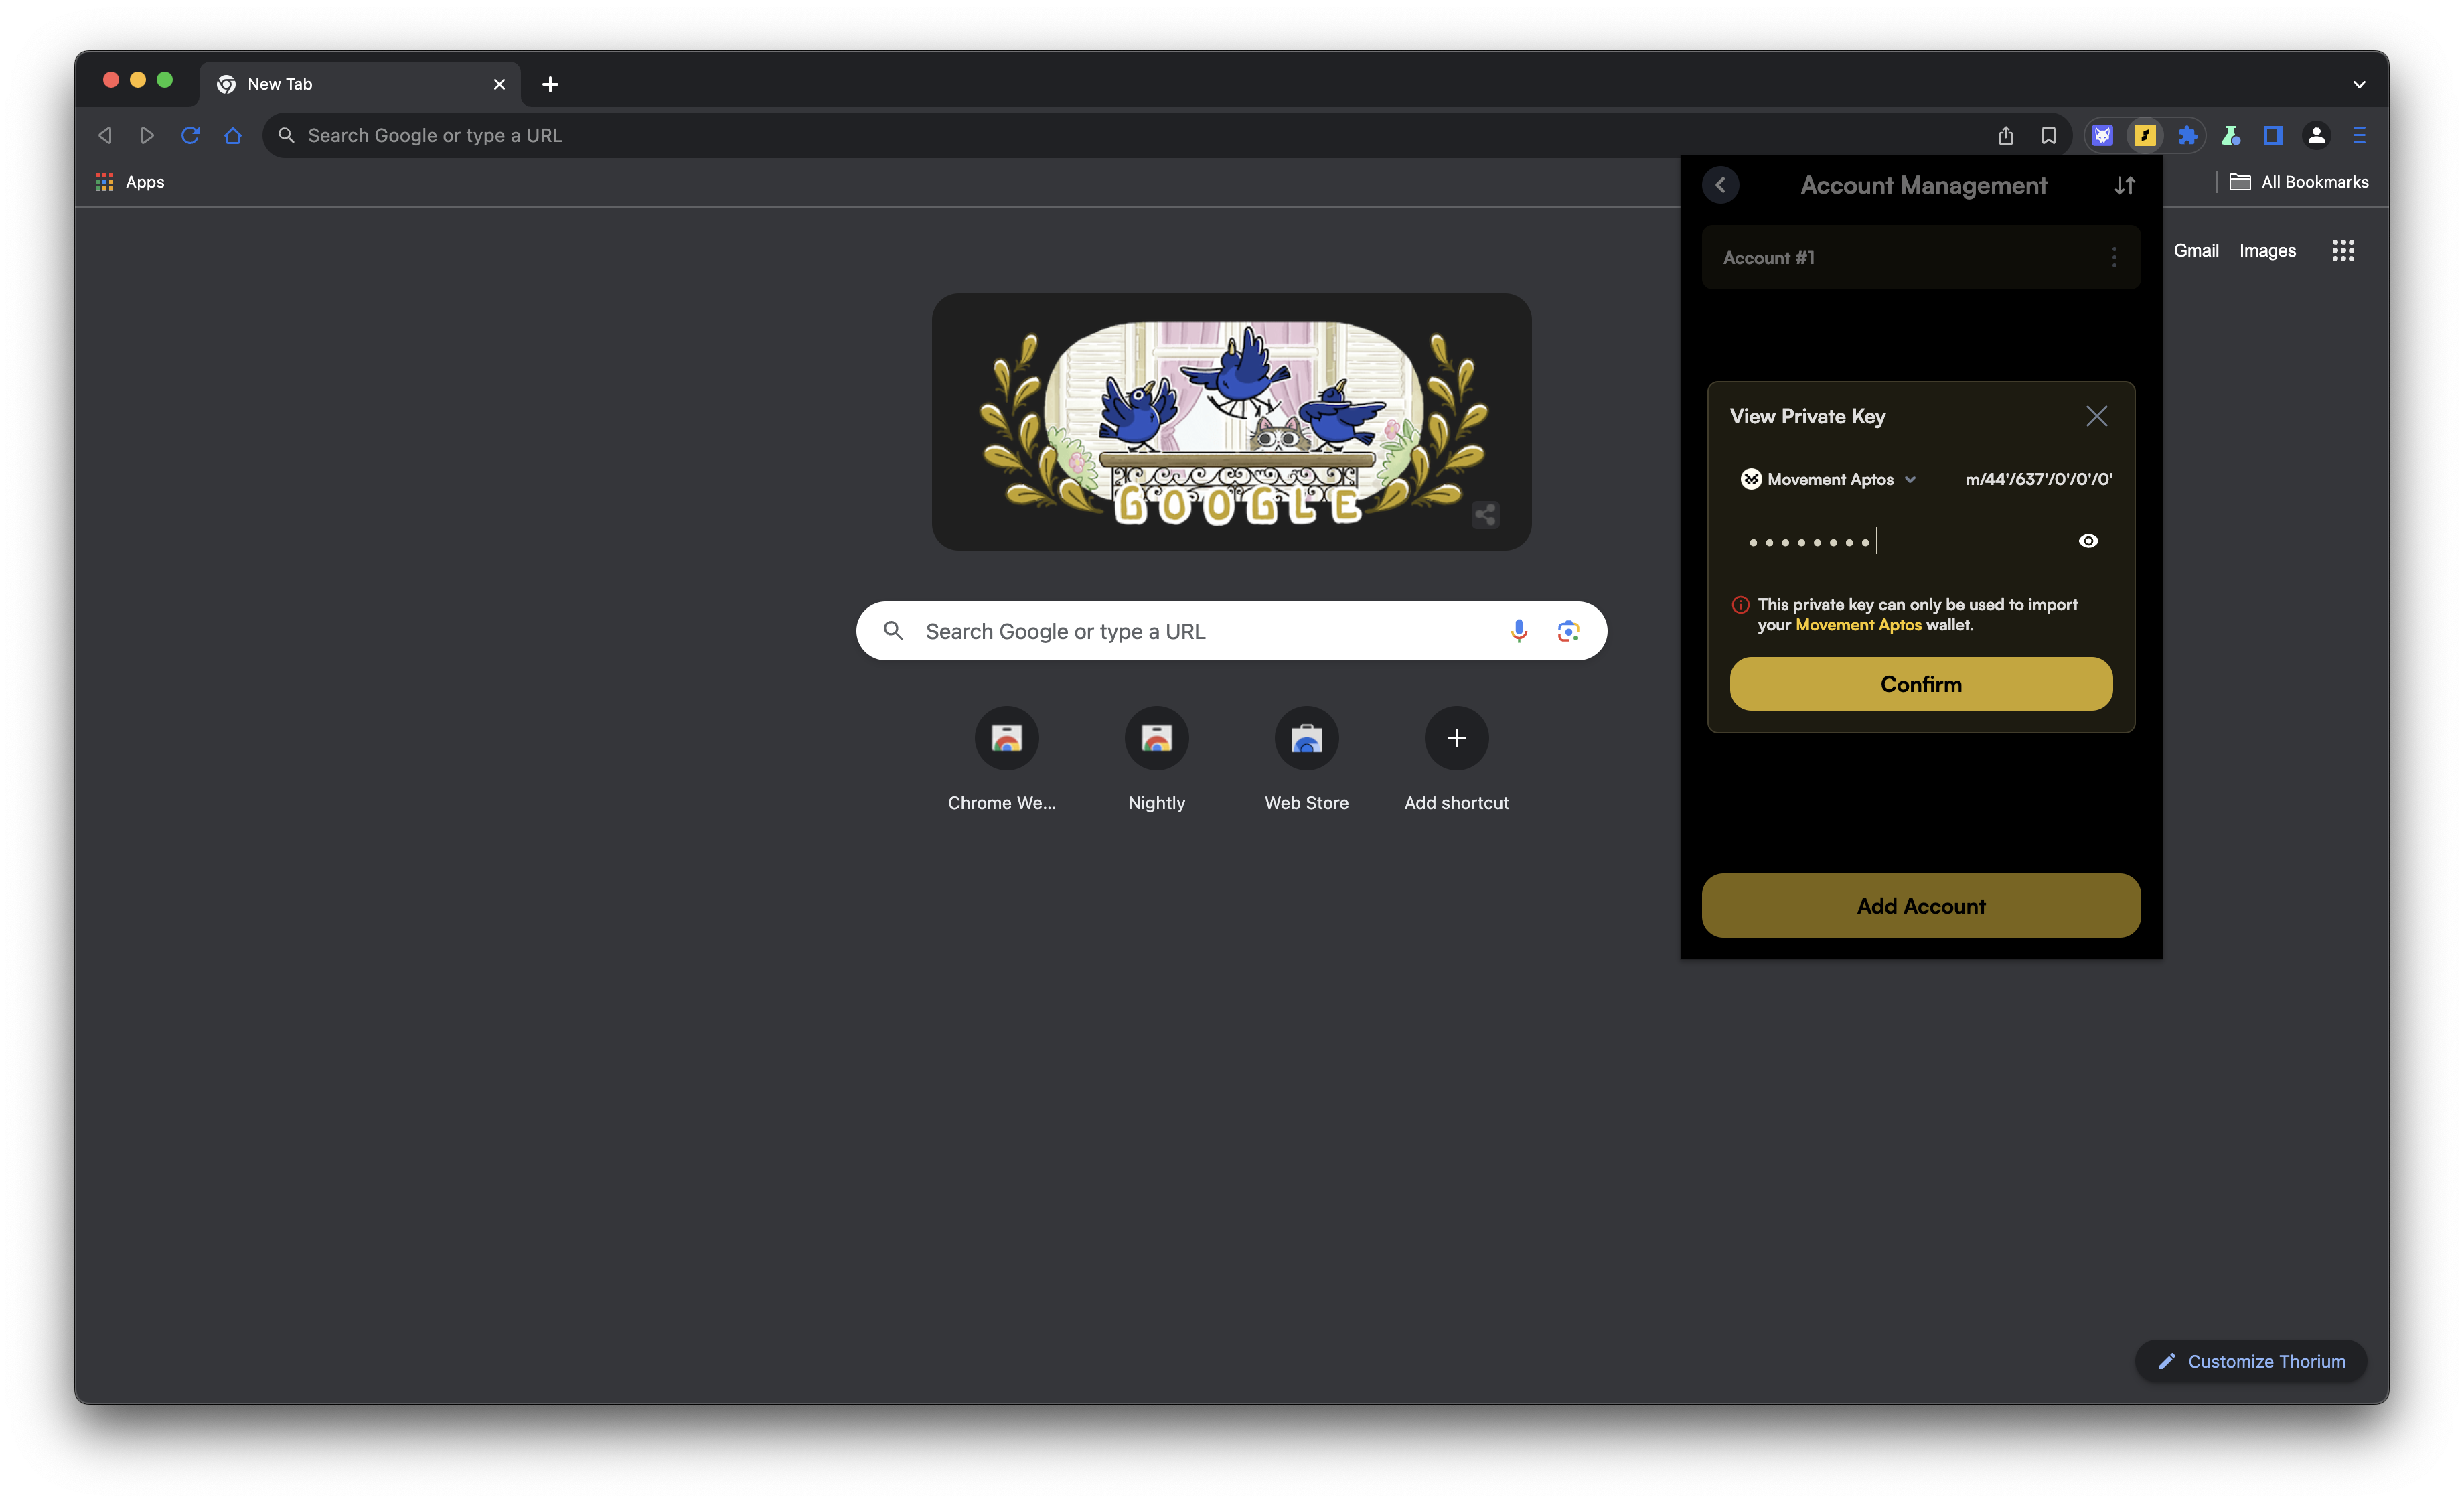 New Tab
Search Google or type a URL
Apps
All Bookmarks
Account Management
Account #1
Gmail Images
GOOGLE
View Private Key
Movement Aptos m/44'/637'/0'/0'/0'
This private key can only be used to import
your Movement Aptos wallet.
Confirm
Search Google or type a URL
Chrome We...
Nightly
Web Store
Add shortcut
Add Account
Customize Thorium